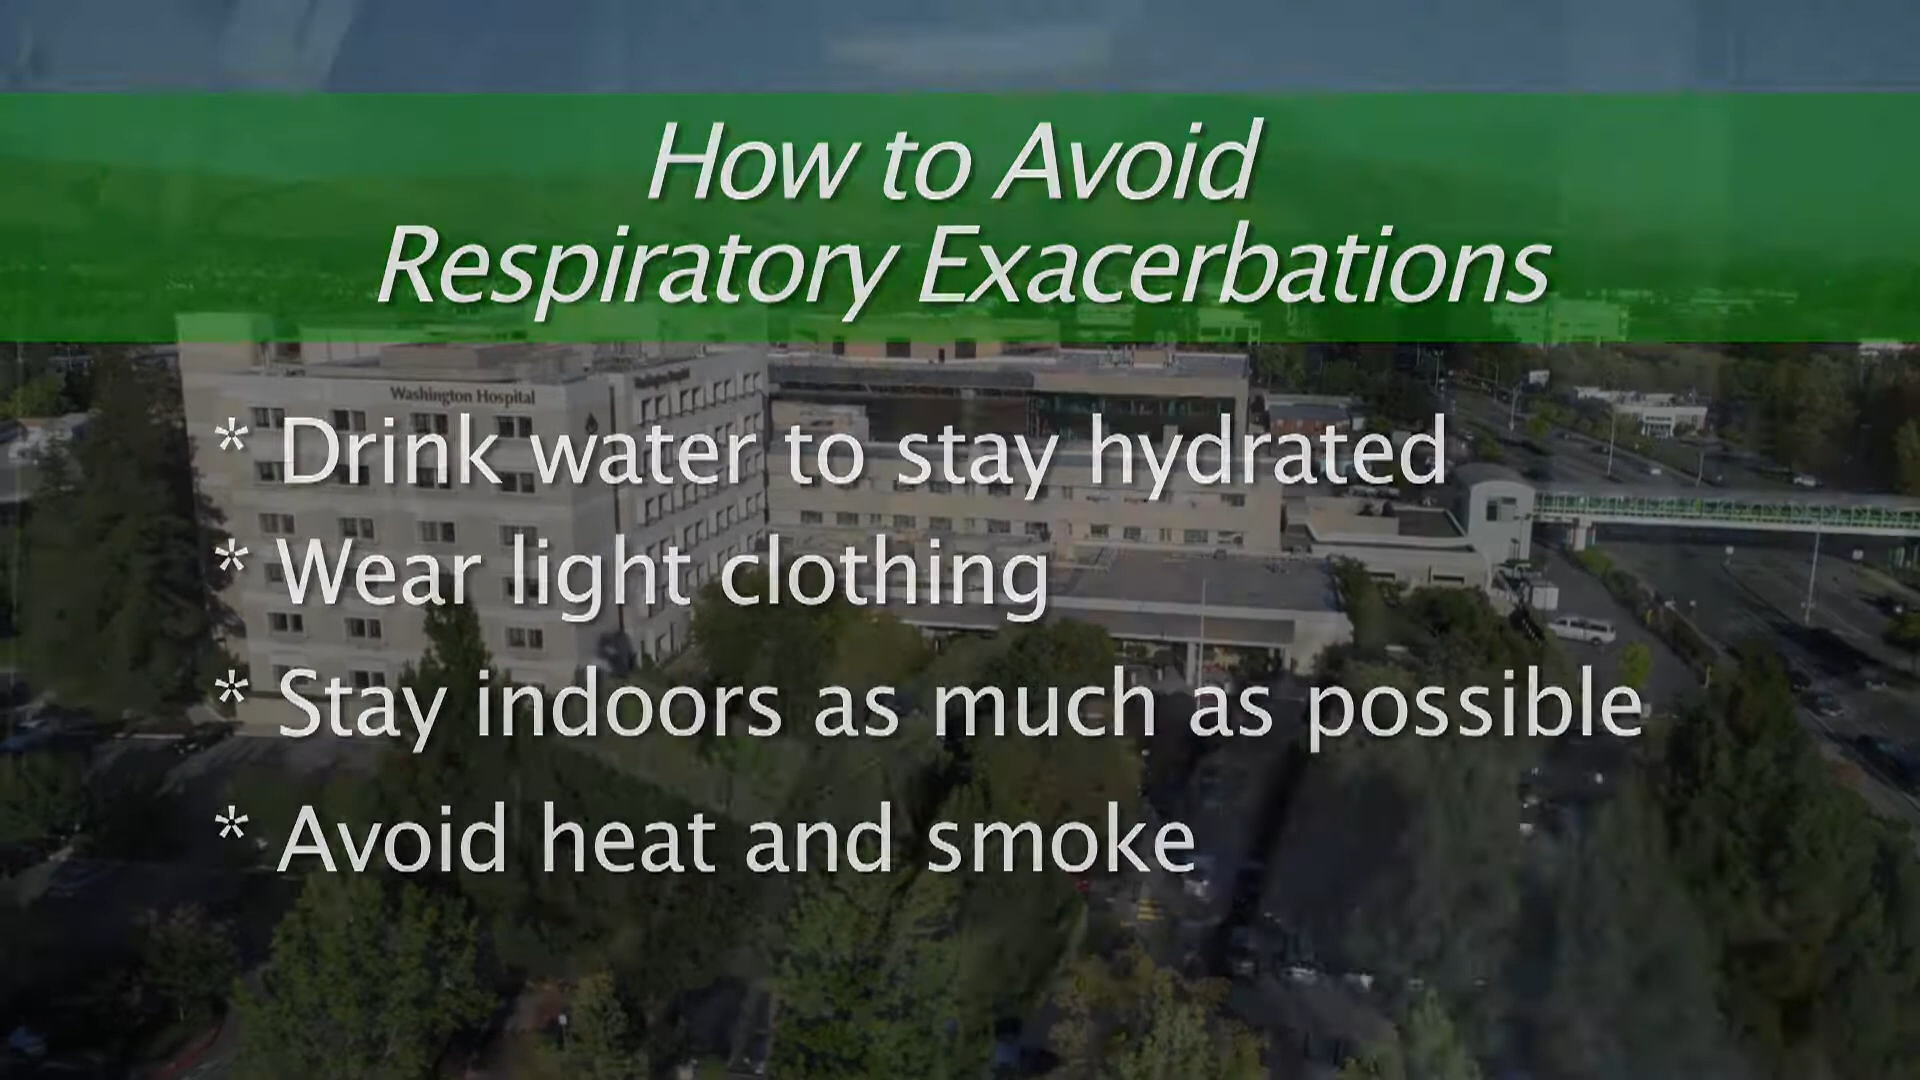 How to Avoid
Respiratory Exacerbations
Washington Hospital
* Drink water to stay hydrated
* Wear light clothing
* Stay indoors as much as possible
* Avoid heat and smoke